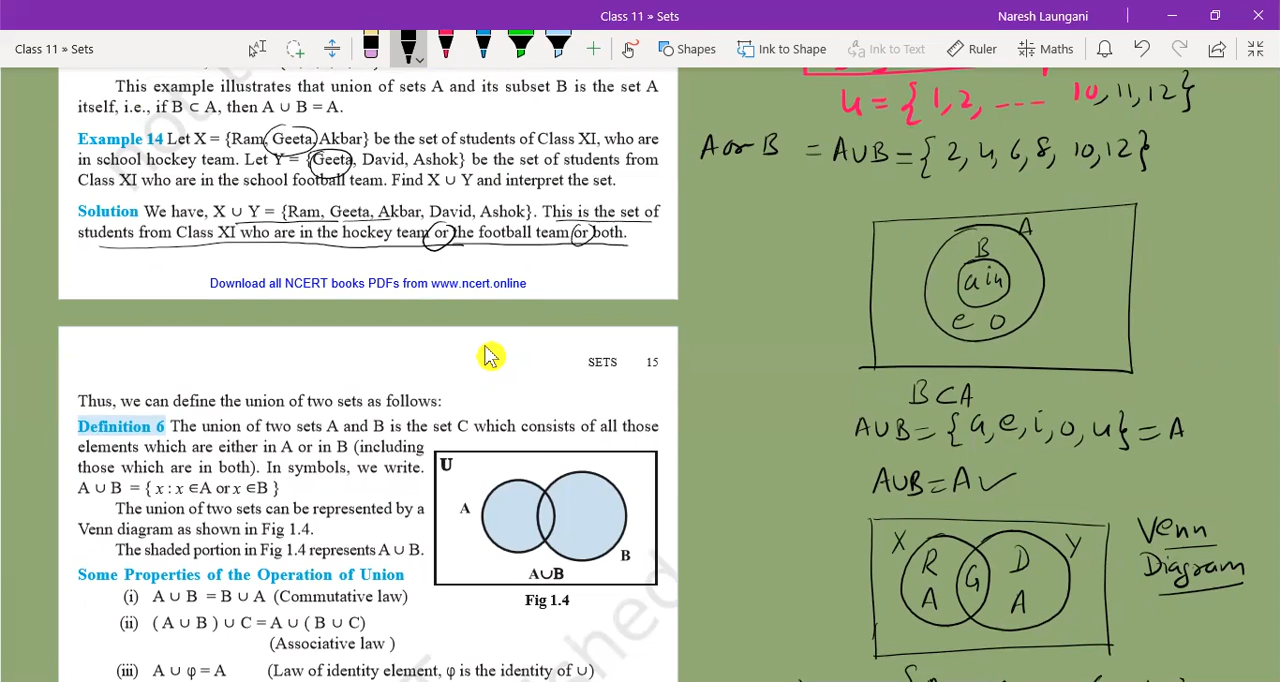 Class 11 » Sets
Naresh Laungani
Class 11 » Sets
Shapes
Ink to Shape
Ink to Text
Ruler
Maths
This example illustrates that union of sets A and its subset B is the set A
itself, i.e., if B ⊂ A, then A ∪ B = A.
Example 14 Let X = {Ram, Geeta, Akbar} be the set of students of Class XI, who are
in school hockey team. Let Y = {Geeta, David, Ashok} be the set of students from
Class XI who are in the school football team. Find X ∪ Y and interpret the set.
Solution We have, X ∪ Y = {Ram, Geeta, Akbar, David, Ashok}. This is the set of
students from Class XI who are in the hockey team or the football team or both.
Download all NCERT books PDFs from www.ncert.online
SETS 15
Thus, we can define the union of two sets as follows:
Definition 6 The union of two sets A and B is the set C which consists of all those
elements which are either in A or in B (including
those which are in both). In symbols, we write.
A ∪ B = { x : x ∈A or x ∈B }
The union of two sets can be represented by a
Venn diagram as shown in Fig 1.4.
The shaded portion in Fig 1.4 represents A ∪ B.
U
A
B
A∪B
Fig 1.4
Some Properties of the Operation of Union
(i) A ∪ B = B ∪ A (Commutative law)
(ii) ( A ∪ B ) ∪ C = A ∪ ( B ∪ C)
(Associative law )
(iii) A ∪ φ = A (Law of identity element, φ is the identity of ∪)
U = { 1, 2, .... 10, 11, 12}
A or B = A∪B = { 2, 4, 6, 8, 10, 12}
A
B
a i u
e o
B ⊂ A
A∪B = {a, e, i, o, u} = A
A∪B = A ✓
X Y
R G D
A A
Venn
Diagram